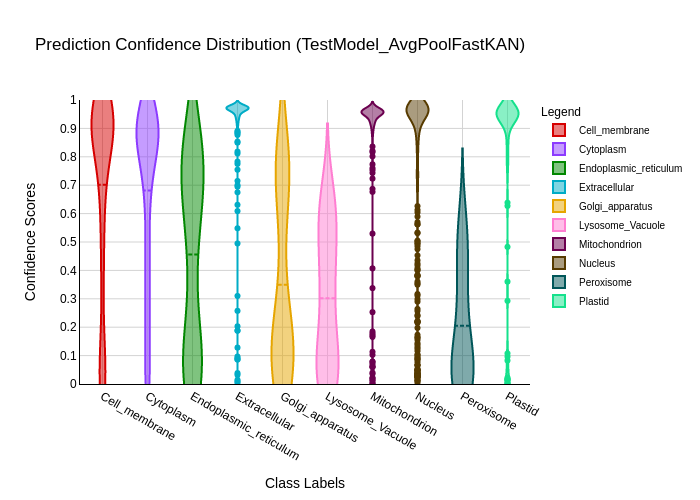 Prediction Confidence Distribution (TestModel_AvgPoolFastKAN)
Legend
Cell_membrane
Cytoplasm
Endoplasmic_reticulum
Extracellular
Golgi_apparatus
Lysosome_Vacuole
Mitochondrion
Nucleus
Peroxisome
Plastid
Confidence Scores
1
0.9
0.8
0.7
0.6
0.5
0.4
0.3
0.2
0.1
0
Cell_membrane
Cytoplasm
Endoplasmic_reticulum
Extracellular
Golgi_apparatus
Lysosome_Vacuole
Mitochondrion
Nucleus
Peroxisome
Plastid
Class Labels